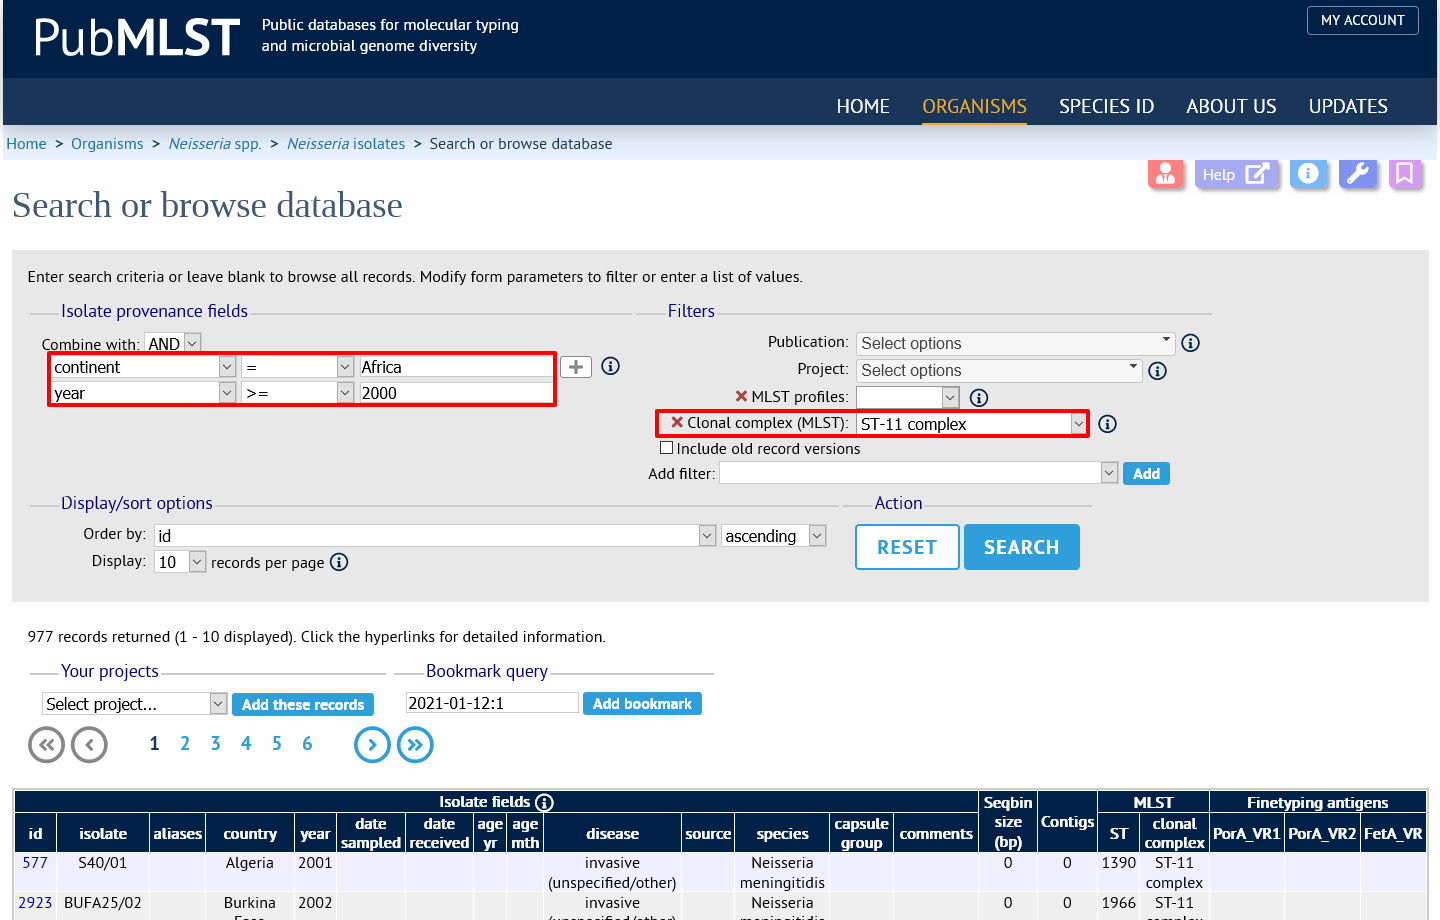 PubMLST
Public databases for molecular typing
and microbial genome diversity
MY ACCOUNT
HOME ORGANISMS SPECIES ID ABOUT US UPDATES
Home > Organisms > Neisseria spp. > Neisseria isolates > Search or browse database
Help
Search or browse database
Enter search criteria or leave blank to browse all records. Modify form parameters to filter or enter a list of values.
Isolate provenance fields
Combine with: AND
continent = Africa
year >= 2000
Filters
Publication: Select options
Project: Select options
MLST profiles:
Clonal complex (MLST): ST-11 complex
Include old record versions
Add filter: Add
Display/sort options
Order by: id ascending
Display: 10 records per page
Action
RESET SEARCH
977 records returned (1 - 10 displayed). Click the hyperlinks for detailed information.
Your projects
Select project... Add these records
Bookmark query
2021-01-12:1 Add bookmark
1 2 3 4 5 6
Isolate fields Seqbin size (bp) Contigs MLST Finetyping antigens
id isolate aliases country year date sampled date received age yr age mth disease source species capsule group comments ST clonal complex PorA_VR1 PorA_VR2 FetA_VR
577 S40/01 Algeria 2001 invasive (unspecified/other) Neisseria meningitidis 0 0 1390 ST-11 complex
2923 BUFA25/02 Burkina Faso 2002 invasive (unspecified/other) Neisseria meningitidis 0 0 1966 ST-11 complex